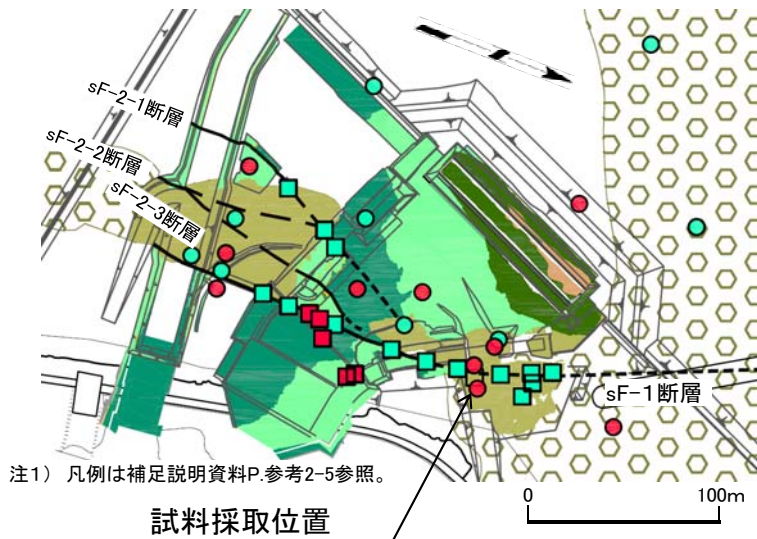 sF-2-1断層
sF-2-2断層
sF-2-3断層
sF-1断層
注1) 凡例は補足説明資料P.参考2-5参照。
0 100m
試料採取位置